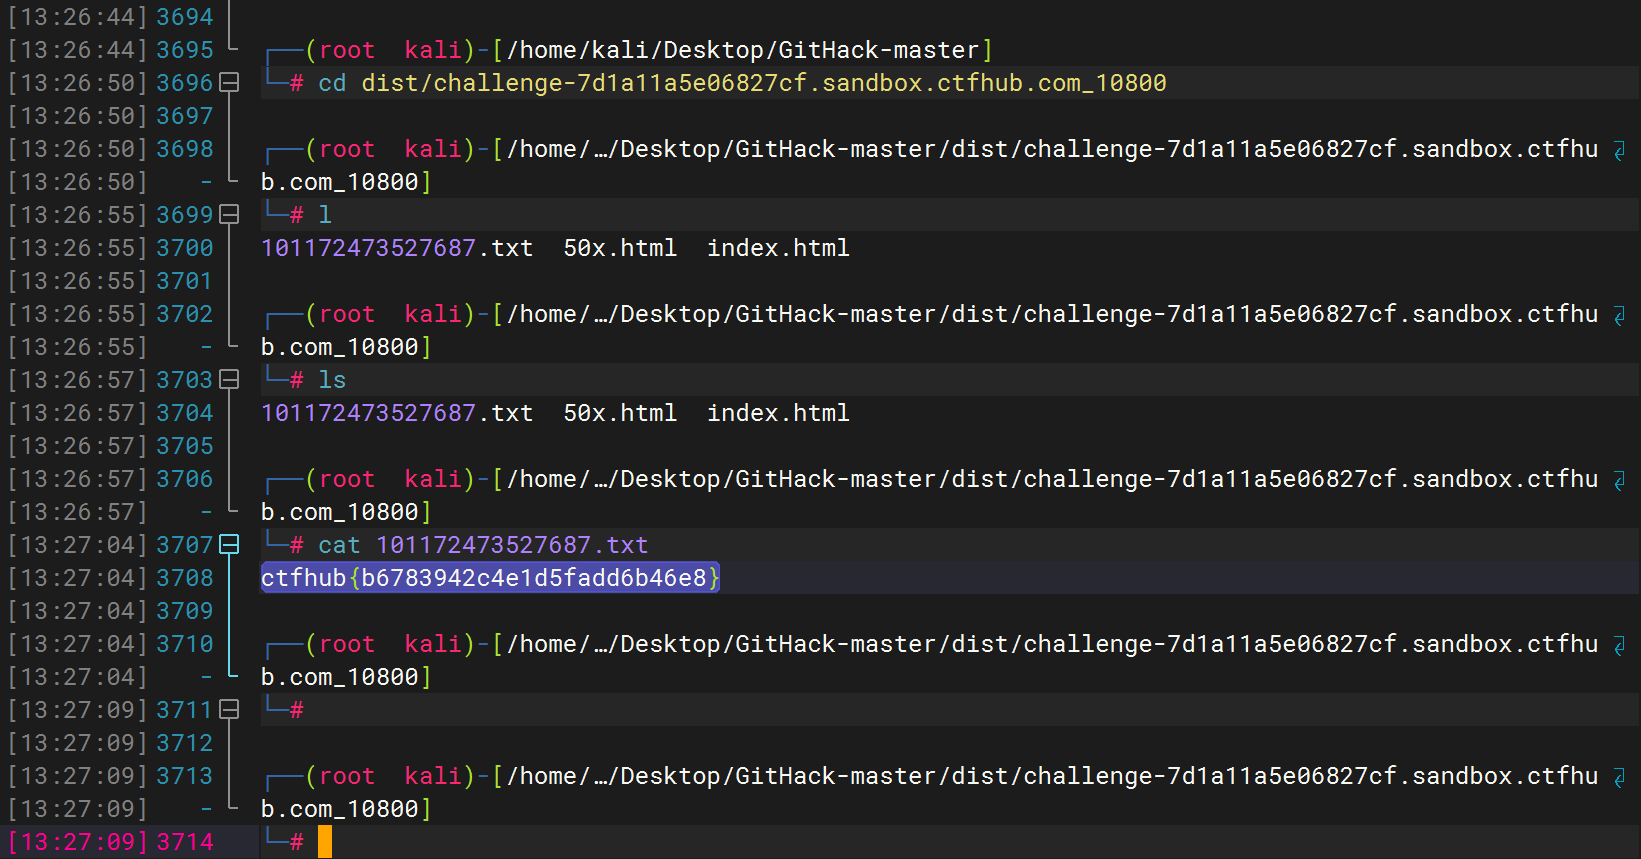 [13:26:44] 3694
[13:26:44] 3695 ┌──(root  kali)-[/home/kali/Desktop/GitHack-master]
[13:26:50] 3696 └─# cd dist/challenge-7d1a11a5e06827cf.sandbox.ctfhub.com_10800
[13:26:50] 3697
[13:26:50] 3698 ┌──(root  kali)-[/home/…/Desktop/GitHack-master/dist/challenge-7d1a11a5e06827cf.sandbox.ctfhu
[13:26:50] - b.com_10800]
[13:26:55] 3699 └─# l
[13:26:55] 3700 101172473527687.txt  50x.html  index.html
[13:26:55] 3701
[13:26:55] 3702 ┌──(root  kali)-[/home/…/Desktop/GitHack-master/dist/challenge-7d1a11a5e06827cf.sandbox.ctfhu
[13:26:55] - b.com_10800]
[13:26:57] 3703 └─# ls
[13:26:57] 3704 101172473527687.txt  50x.html  index.html
[13:26:57] 3705
[13:26:57] 3706 ┌──(root  kali)-[/home/…/Desktop/GitHack-master/dist/challenge-7d1a11a5e06827cf.sandbox.ctfhu
[13:26:57] - b.com_10800]
[13:27:04] 3707 └─# cat 101172473527687.txt
[13:27:04] 3708 ctfhub{b6783942c4e1d5fadd6b46e8}
[13:27:04] 3709
[13:27:04] 3710 ┌──(root  kali)-[/home/…/Desktop/GitHack-master/dist/challenge-7d1a11a5e06827cf.sandbox.ctfhu
[13:27:04] - b.com_10800]
[13:27:09] 3711 └─#
[13:27:09] 3712
[13:27:09] 3713 ┌──(root  kali)-[/home/…/Desktop/GitHack-master/dist/challenge-7d1a11a5e06827cf.sandbox.ctfhu
[13:27:09] - b.com_10800]
[13:27:09] 3714 └─#